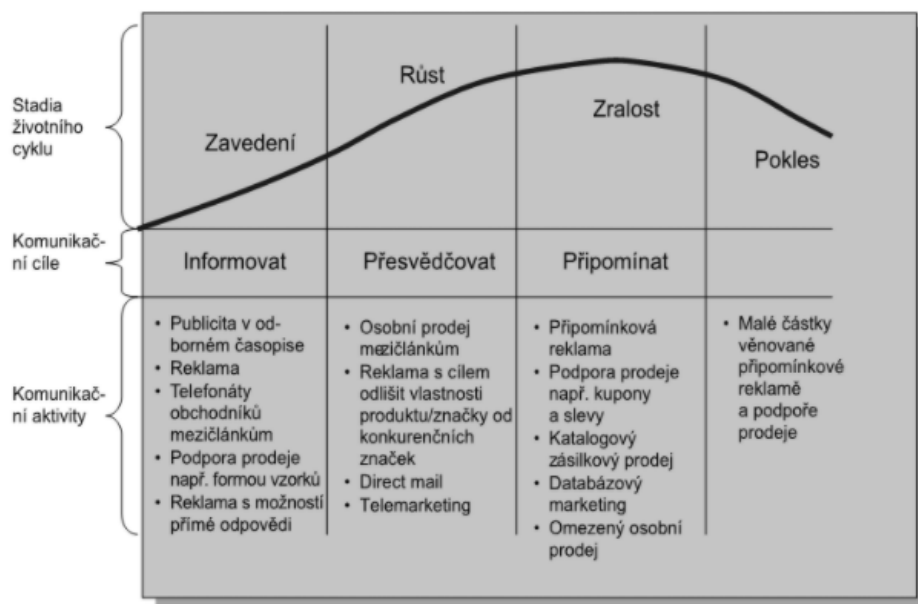 Stadia
životního
cyklu
Zavedení
Růst
Zralost
Pokles
Komunikač-
ní cíle
Informovat
Přesvědčovat
Připomínat
Komunikač-
ní aktivity
• Publicita v od-
borném časopise
• Reklama
• Telefonáty
obchodníků
mezičlánkům
• Podpora prodeje
např. formou vzorků
• Reklama s možností
přímé odpovědi
• Osobní prodej
mezičlánkům
• Reklama s cílem
odlišit vlastnosti
produktu/značky od
konkurenčních
značek
• Direct mail
• Telemarketing
• Připomínková
reklama
• Podpora prodeje
např. kupony
a slevy
• Katalogový
zásilkový prodej
• Databázový
marketing
• Omezený osobní
prodej
• Malé částky
věnované
připomínkové
reklamě
a podpoře
prodeje